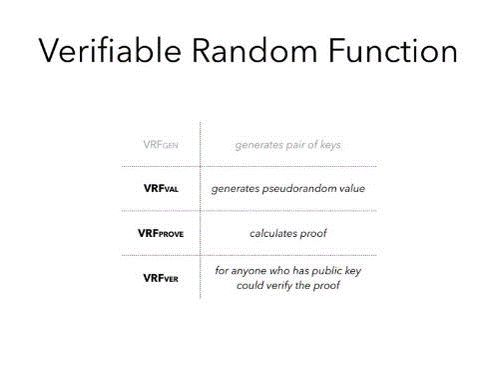 Verifiable Random Function
VRFGEN
generates pair of keys
VRFVAL
generates pseudorandom value
VRFPROVE
calculates proof
VRFVER
for anyone who has public key
could verify the proof